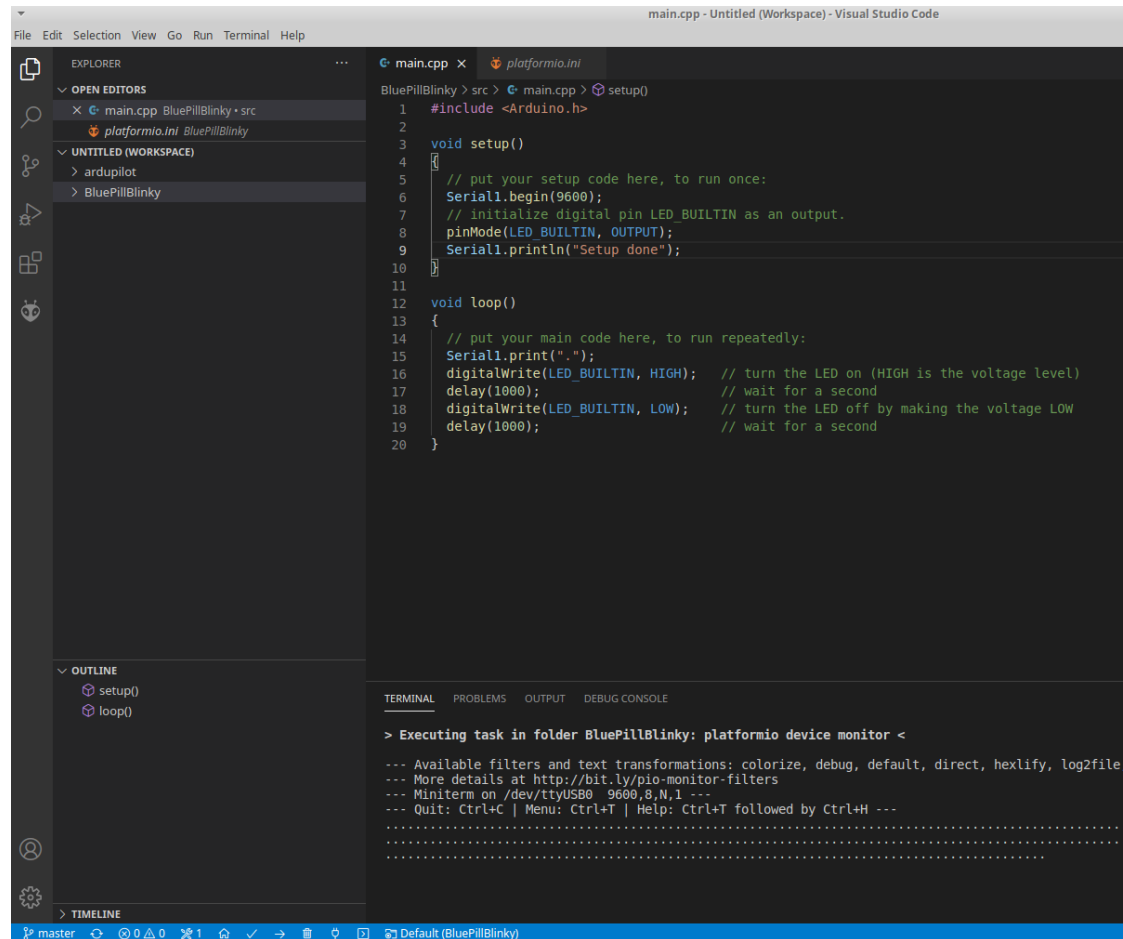 main.cpp - Untitled (Workspace) - Visual Studio Code
File Edit Selection View Go Run Terminal Help
EXPLORER ...
OPEN EDITORS
main.cpp BluePillBlinky • src
platformio.ini BluePillBlinky
UNTITLED (WORKSPACE)
> ardupilot
> BluePillBlinky
OUTLINE
setup()
loop()
> TIMELINE
main.cpp × platformio.ini
BluePillBlinky > src > main.cpp > setup()
1 #include <Arduino.h>
2
3 void setup()
4 {
5 // put your setup code here, to run once:
6 Serial1.begin(9600);
7 // initialize digital pin LED_BUILTIN as an output.
8 pinMode(LED_BUILTIN, OUTPUT);
9 Serial1.println("Setup done");
10 }
11
12 void loop()
13 {
14 // put your main code here, to run repeatedly:
15 Serial1.print(".");
16 digitalWrite(LED_BUILTIN, HIGH); // turn the LED on (HIGH is the voltage level)
17 delay(1000); // wait for a second
18 digitalWrite(LED_BUILTIN, LOW); // turn the LED off by making the voltage LOW
19 delay(1000); // wait for a second
20 }
TERMINAL PROBLEMS OUTPUT DEBUG CONSOLE
> Executing task in folder BluePillBlinky: platformio device monitor <
--- Available filters and text transformations: colorize, debug, default, direct, hexlify, log2file
--- More details at http://bit.ly/pio-monitor-filters
--- Miniterm on /dev/ttyUSB0 9600,8,N,1 ---
--- Quit: Ctrl+C | Menu: Ctrl+T | Help: Ctrl+T followed by Ctrl+H ---
....................................................................................................
....................................................................................................
..........................................................................................
master 0 0 1 Default (BluePillBlinky)